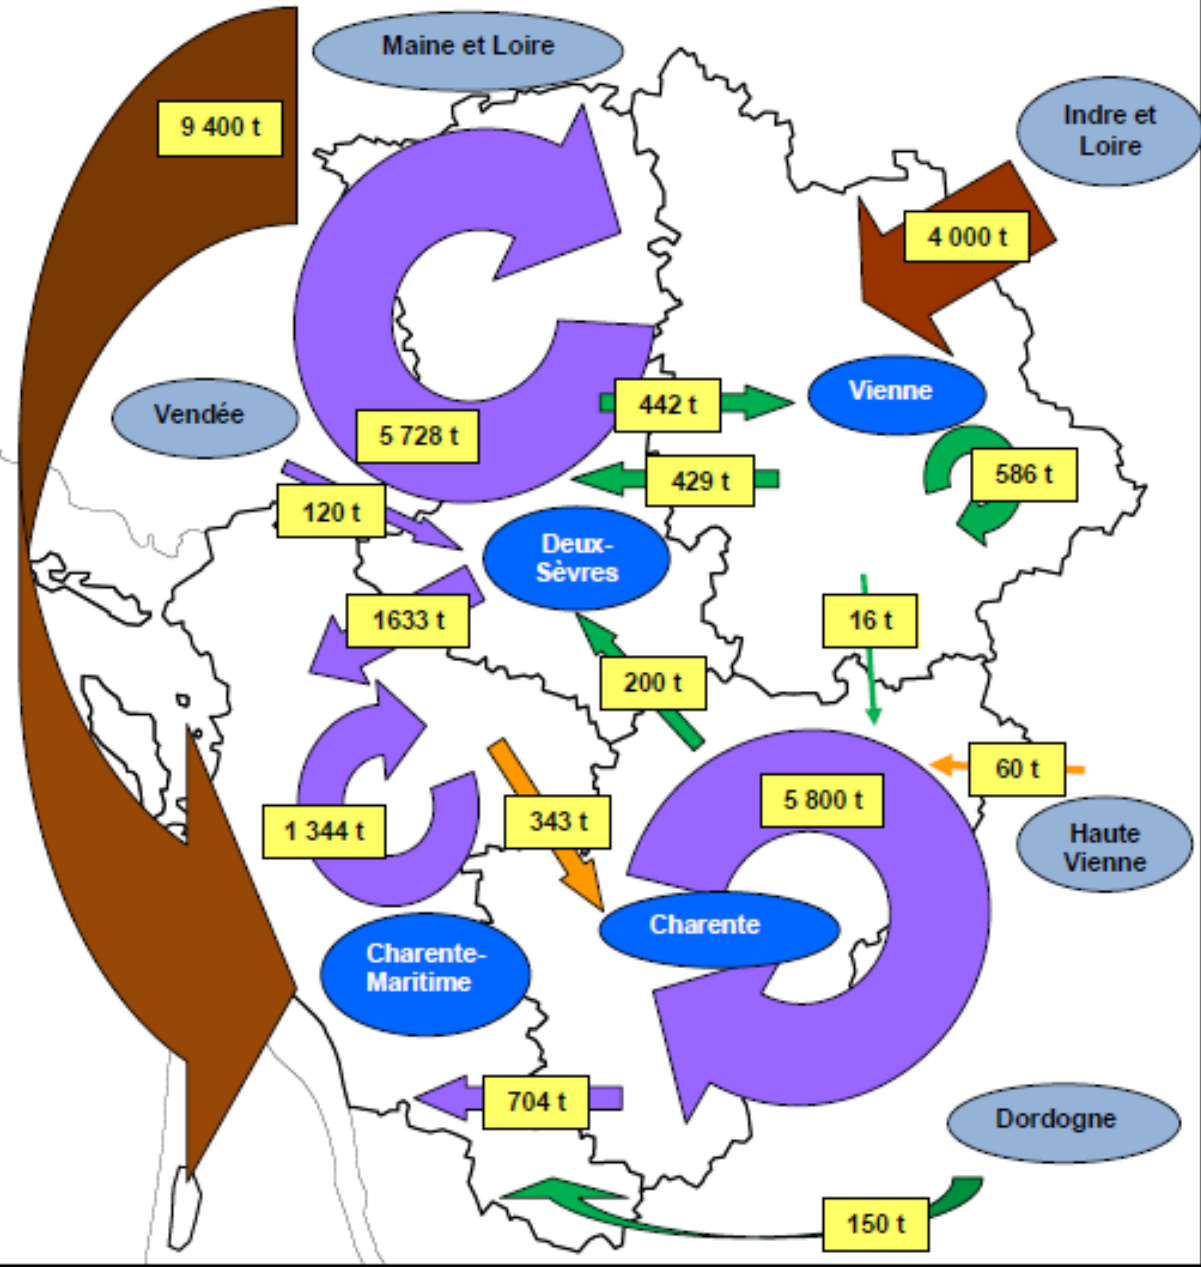 Maine et Loire
9 400 t
Indre et
Loire
4 000 t
Vienne
442 t
Vendée
5 728 t
429 t
586 t
120 t
Deux-
Sèvres
1633 t
16 t
200 t
60 t
5 800 t
343 t
1 344 t
Haute
Vienne
Charente
Charente-
Maritime
704 t
Dordogne
150 t